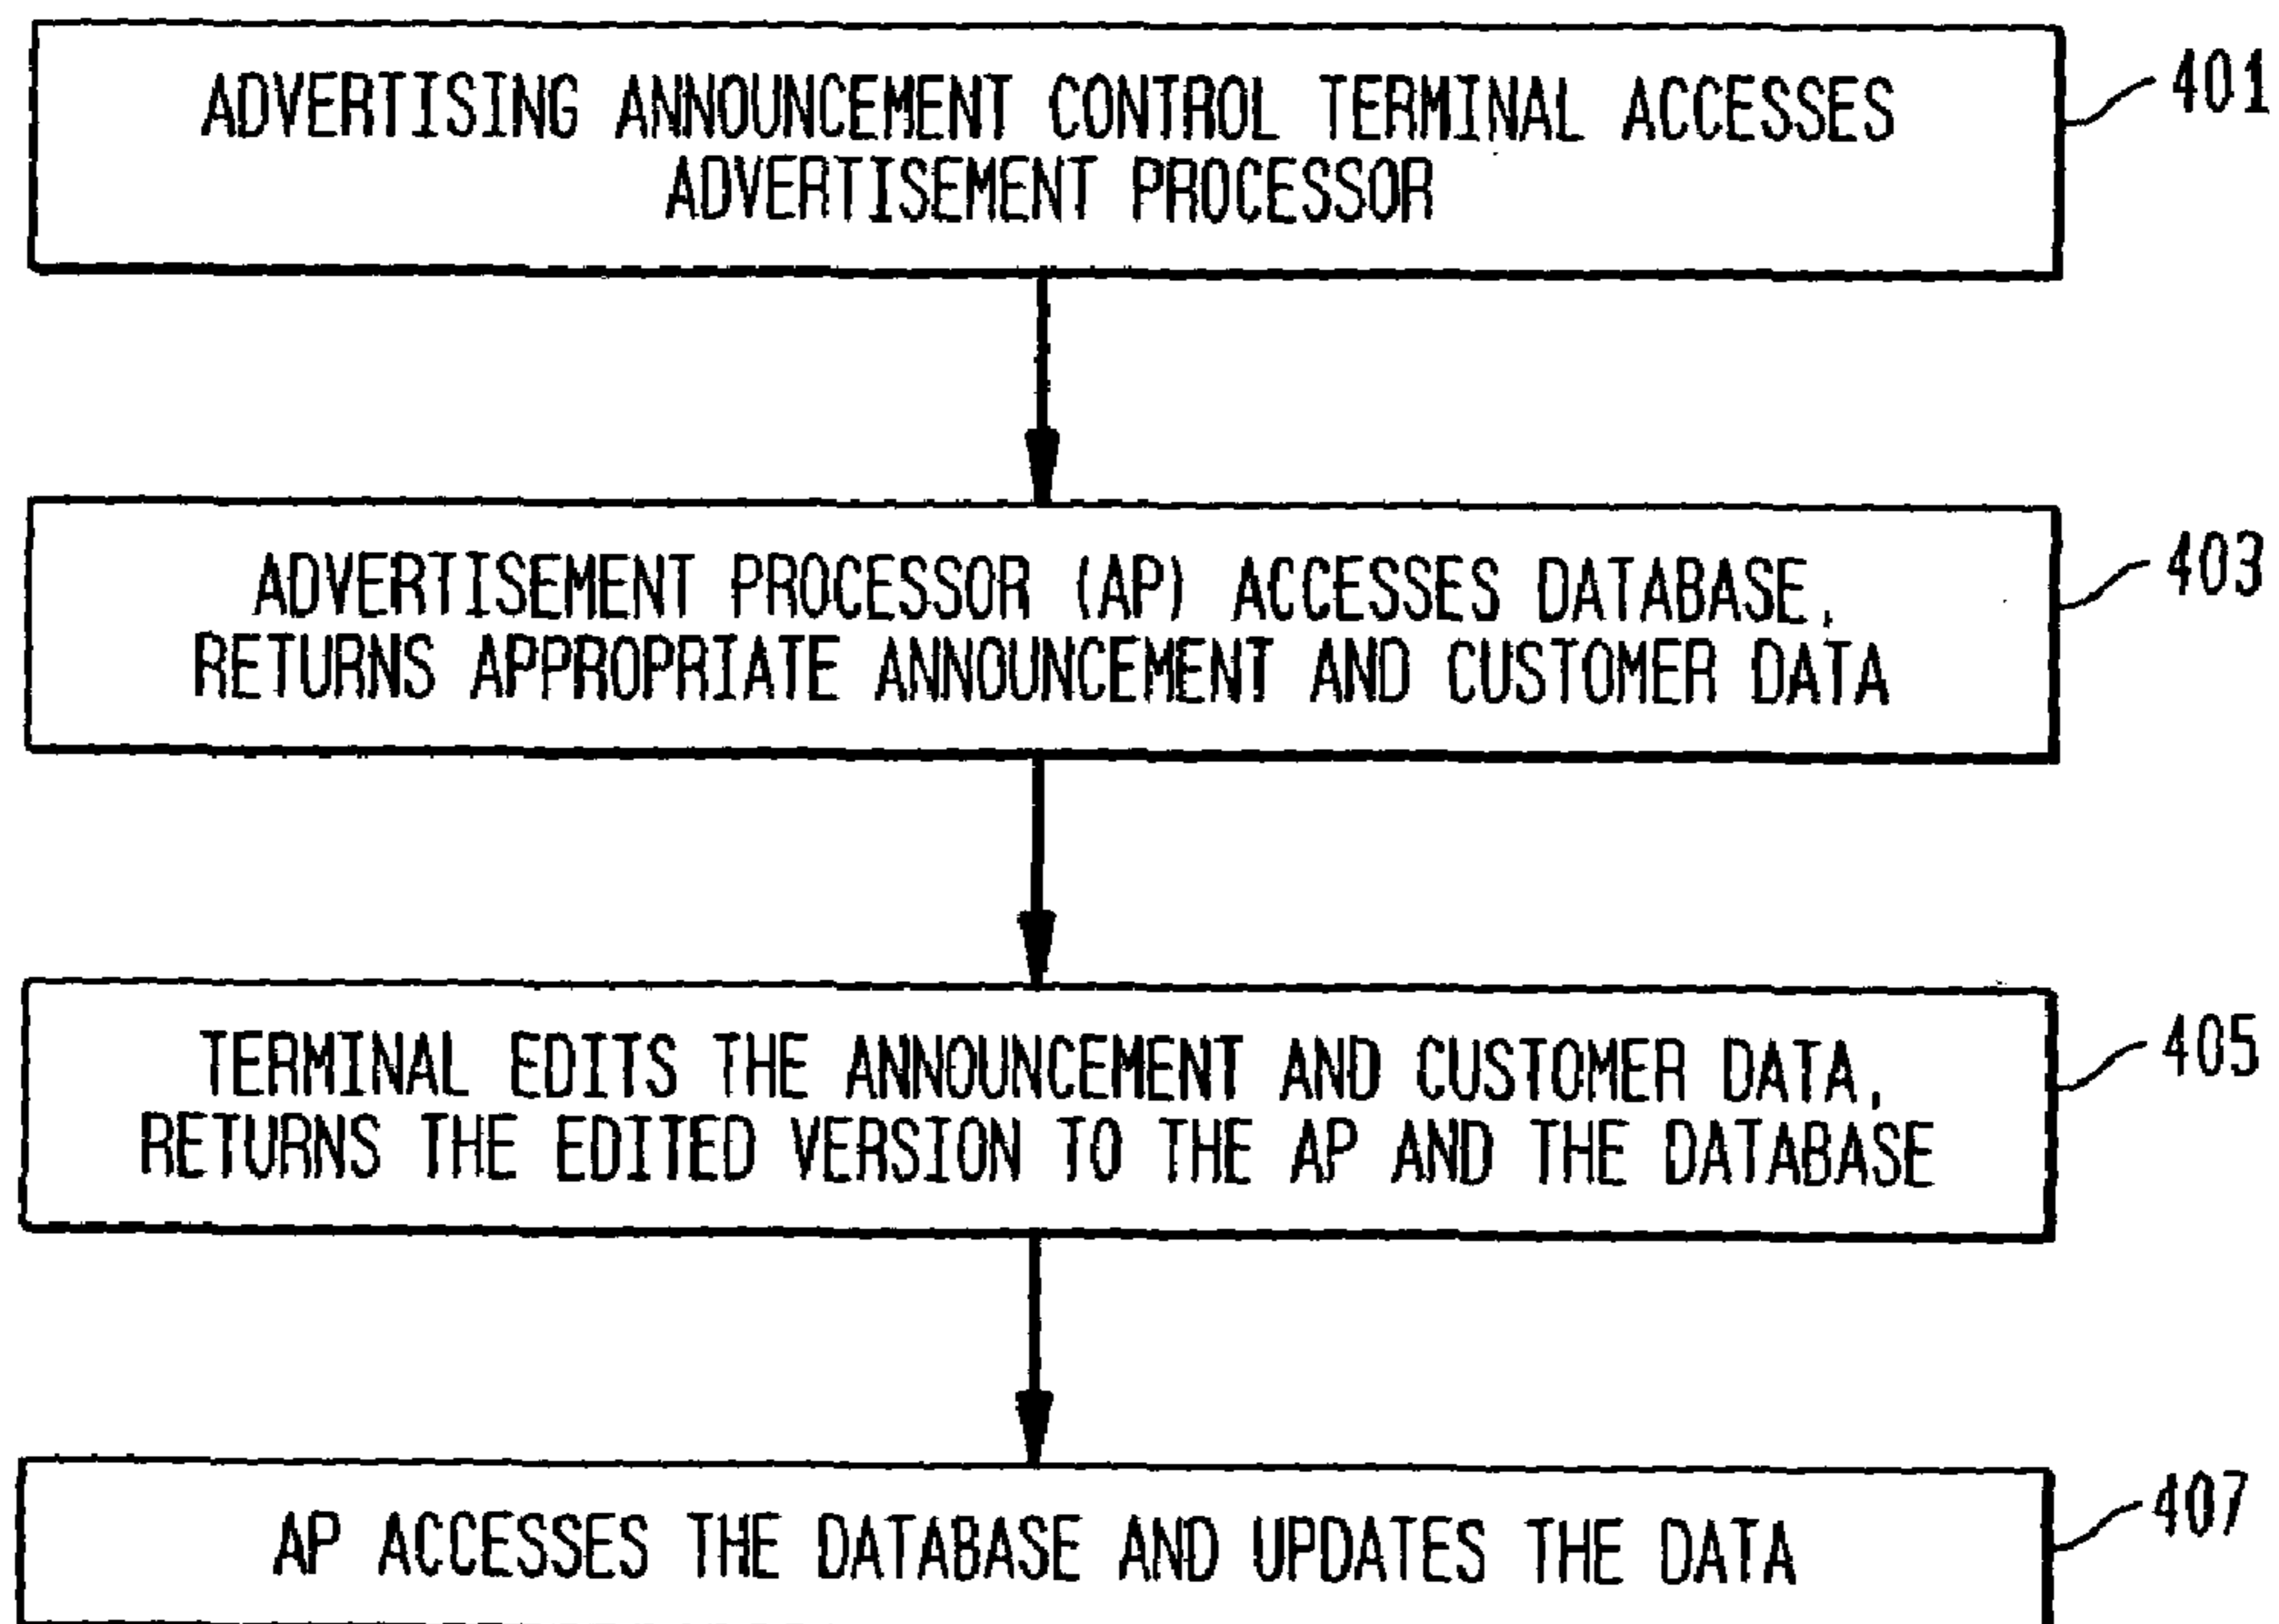 ADVERTISING ANNOUNCEMENT CONTROL TERMINAL ACCESSES
ADVERTISEMENT PROCESSOR
401
ADVERTISEMENT PROCESSOR (AP) ACCESSES DATABASE,
RETURNS APPROPRIATE ANNOUNCEMENT AND CUSTOMER DATA
403
TERMINAL EDITS THE ANNOUNCEMENT AND CUSTOMER DATA,
RETURNS THE EDITED VERSION TO THE AP AND THE DATABASE
405
AP ACCESSES THE DATABASE AND UPDATES THE DATA
407